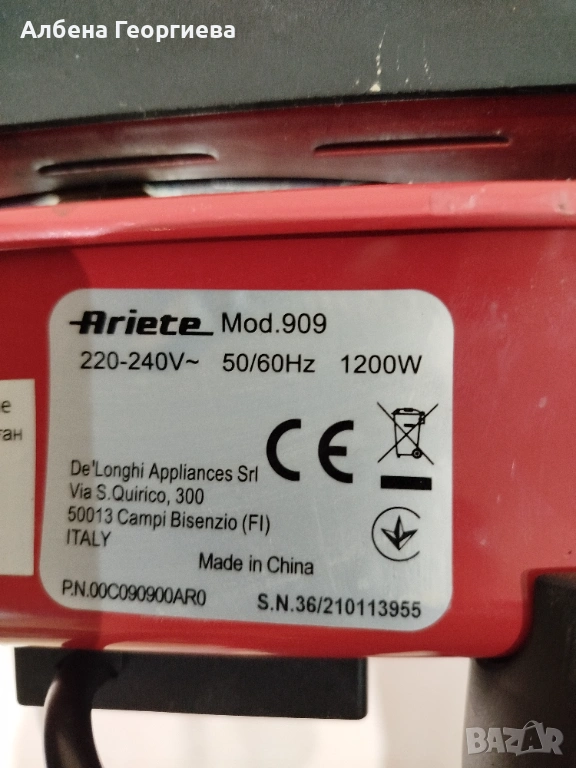 Албена Георгиева
Ariete Mod.909
220-240V~ 50/60Hz 1200W
CE
De'Longhi Appliances Srl
Via S.Quirico, 300
50013 Campi Bisenzio (FI)
ITALY
Made in China
P.N.00C090900AR0 S.N.36/210113955
BAZAR